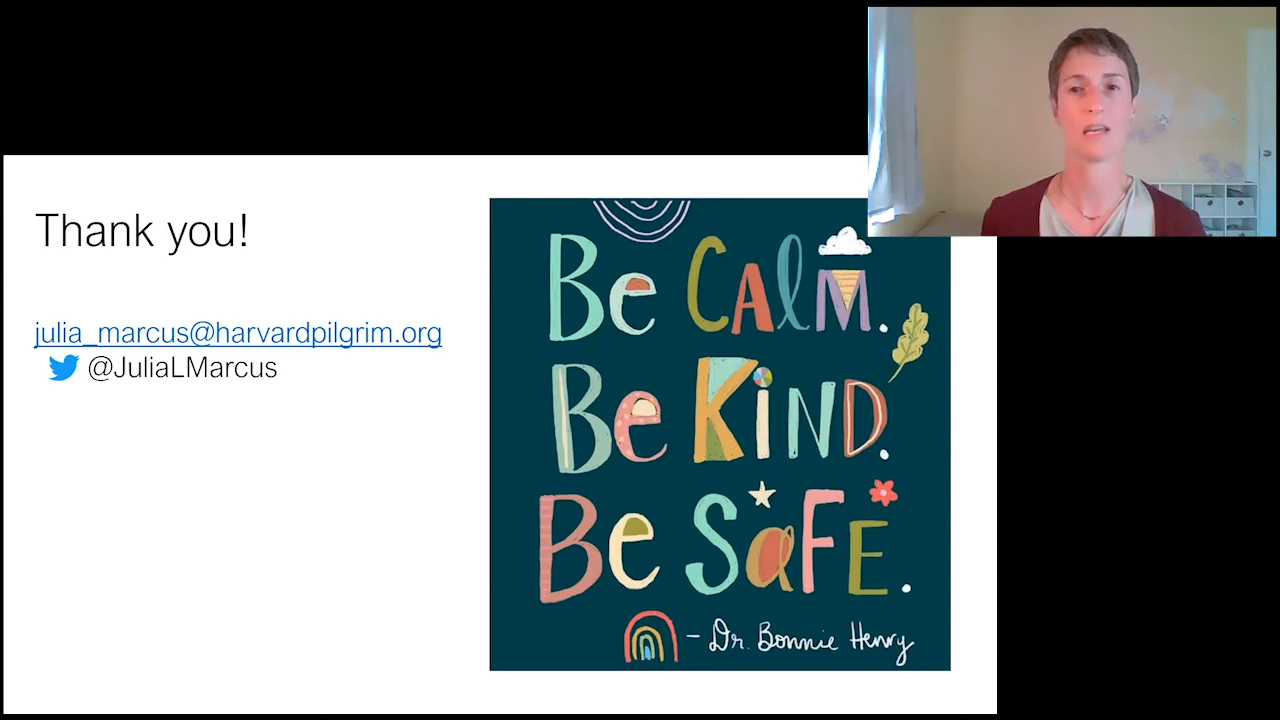 Thank you!
julia_marcus@harvardpilgrim.org
@JuliaLMarcus
Be CAlM.
Be KiND.
Be SaFE.
– Dr. Bonnie Henry